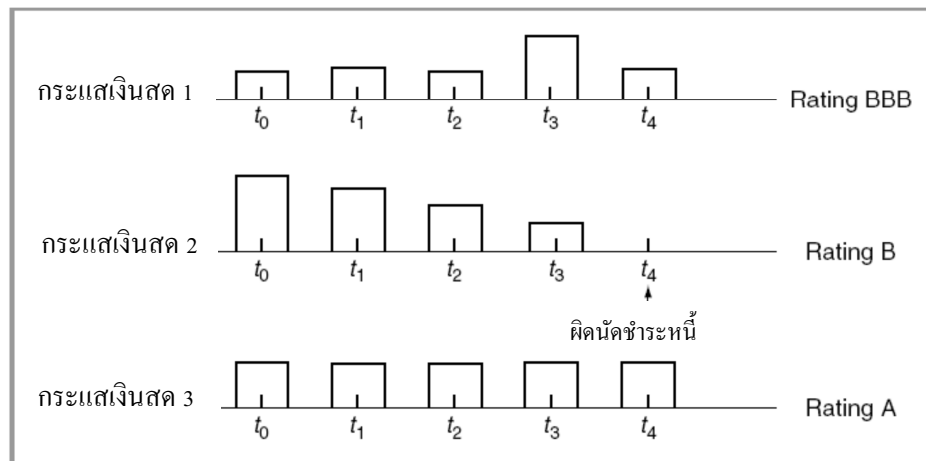 กระแสเงินสด 1
t0 t1 t2 t3 t4
Rating BBB
กระแสเงินสด 2
t0 t1 t2 t3 t4
Rating B
ผิดนัดชำระหนี้
กระแสเงินสด 3
t0 t1 t2 t3 t4
Rating A